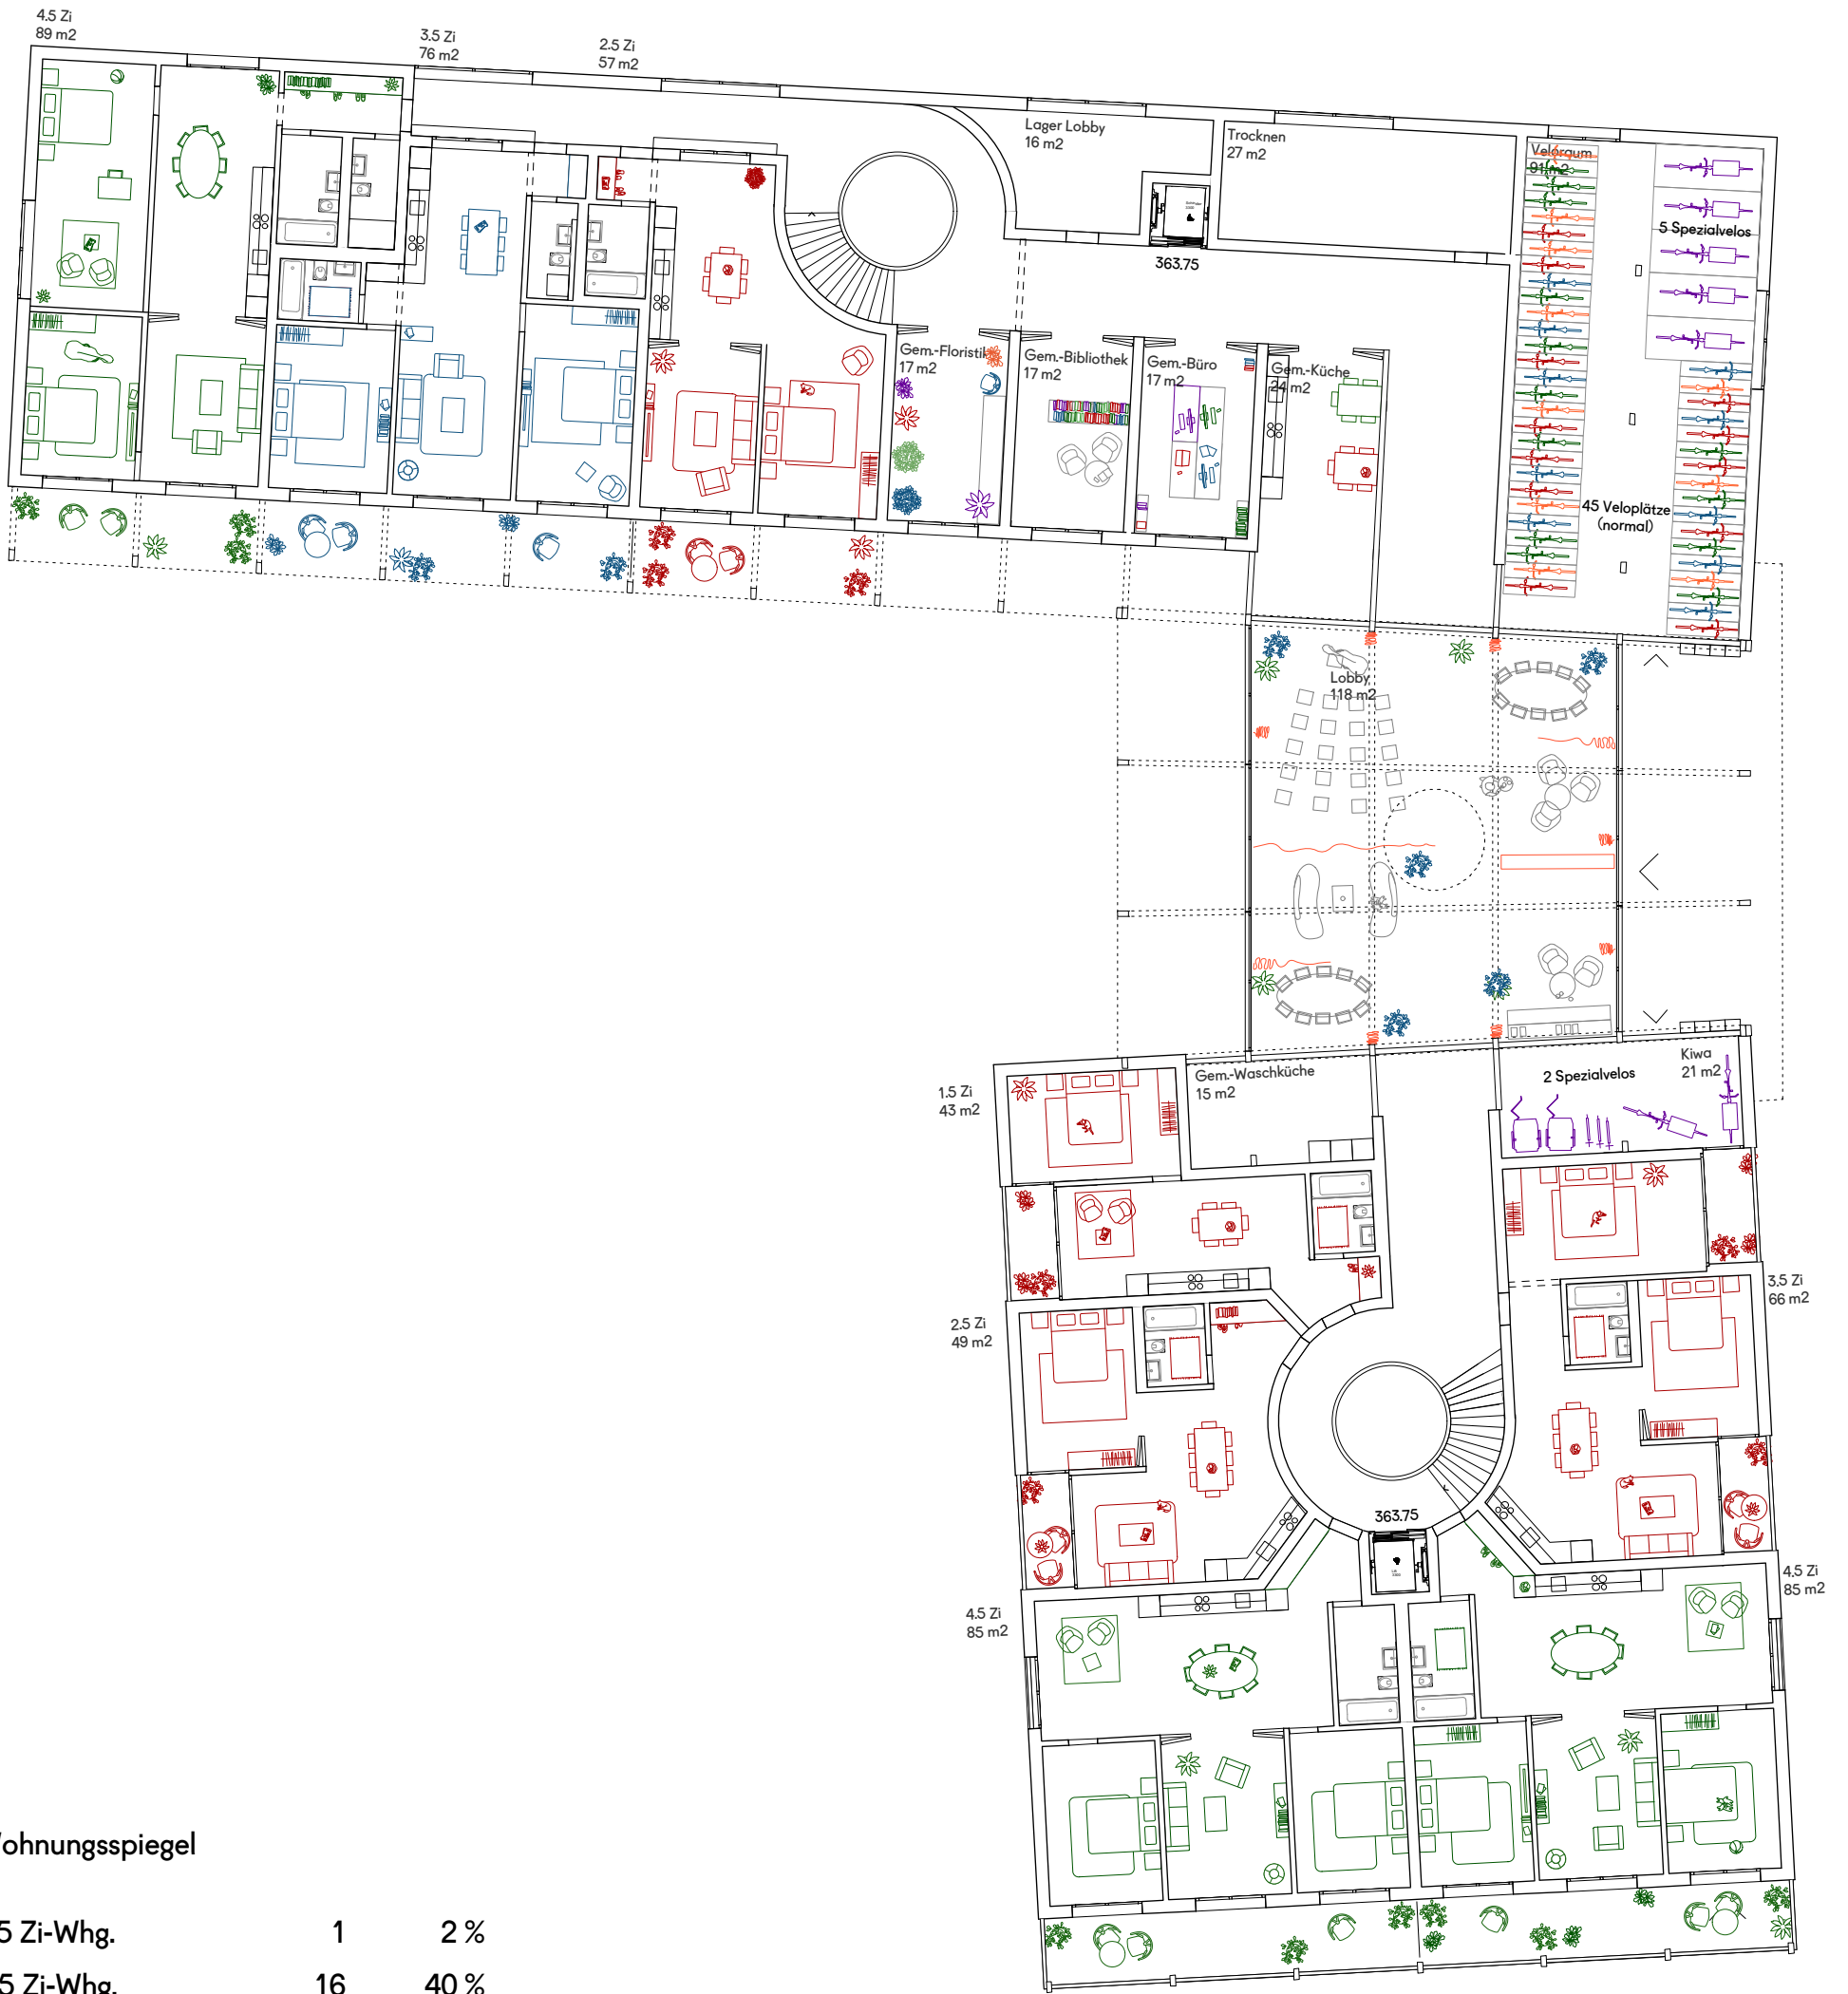 4.5 Zi
89 m2
3.5 Zi
76 m2
2.5 Zi
57 m2
Lager Lobby
16 m2
Trocknen
27 m2
Veloraum
91 m2
5 Spezialvelos
363.75
Gem.-Floristik
17 m2
Gem.-Bibliothek
17 m2
Gem.-Büro
17 m2
Gem.-Küche
24 m2
45 Veloplätze
(normal)
Lobby
118 m2
1.5 Zi
43 m2
Gem.-Waschküche
15 m2
2 Spezialvelos
Kiwa
21 m2
2.5 Zi
49 m2
3.5 Zi
66 m2
363.75
4.5 Zi
85 m2
4.5 Zi
85 m2
ohnungsspiegel
5 Zi-Whg. 1 2 %
5 Zi-Whg. 16 40 %